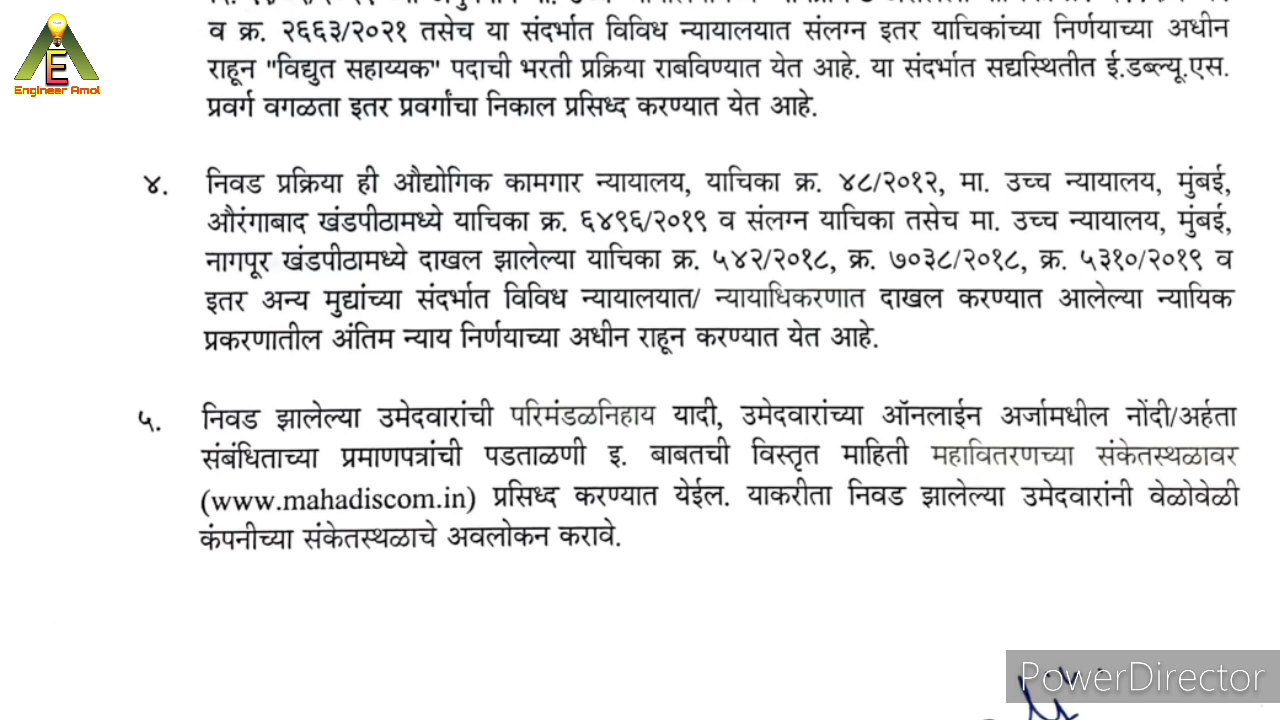 व क्र. २६६३/२०२१ तसेच या संदर्भात विविध न्यायालयात संलग्न इतर याचिकांच्या निर्णयाच्या अधीन
राहून "विद्युत सहाय्यक" पदाची भरती प्रक्रिया राबविण्यात येत आहे. या संदर्भात सद्यस्थितीत ई.डब्ल्यू.एस.
प्रवर्ग वगळता इतर प्रवर्गांचा निकाल प्रसिध्द करण्यात येत आहे.
AE
Engineer Amol
४. निवड प्रक्रिया ही औद्योगिक कामगार न्यायालय, याचिका क्र. ४८/२०१२, मा. उच्च न्यायालय, मुंबई,
औरंगाबाद खंडपीठामध्ये याचिका क्र. ६४९६/२०१९ व संलग्न याचिका तसेच मा. उच्च न्यायालय, मुंबई,
नागपूर खंडपीठामध्ये दाखल झालेल्या याचिका क्र. ५४२/२०१८, क्र. ७०३८/२०१८, क्र. ५३१०/२०१९ व
इतर अन्य मुद्यांच्या संदर्भात विविध न्यायालयात/ न्यायाधिकरणात दाखल करण्यात आलेल्या न्यायिक
प्रकरणातील अंतिम न्याय निर्णयाच्या अधीन राहून करण्यात येत आहे.
५. निवड झालेल्या उमेदवारांची परिमंडळनिहाय यादी, उमेदवारांच्या ऑनलाईन अर्जामधील नोंदी/अर्हता
संबंधिताच्या प्रमाणपत्रांची पडताळणी इ. बाबतची विस्तृत माहिती महावितरणच्या संकेतस्थळावर
(www.mahadiscom.in) प्रसिध्द करण्यात येईल. याकरीता निवड झालेल्या उमेदवारांनी वेळोवेळी
कंपनीच्या संकेतस्थळाचे अवलोकन करावे.
PowerDirector